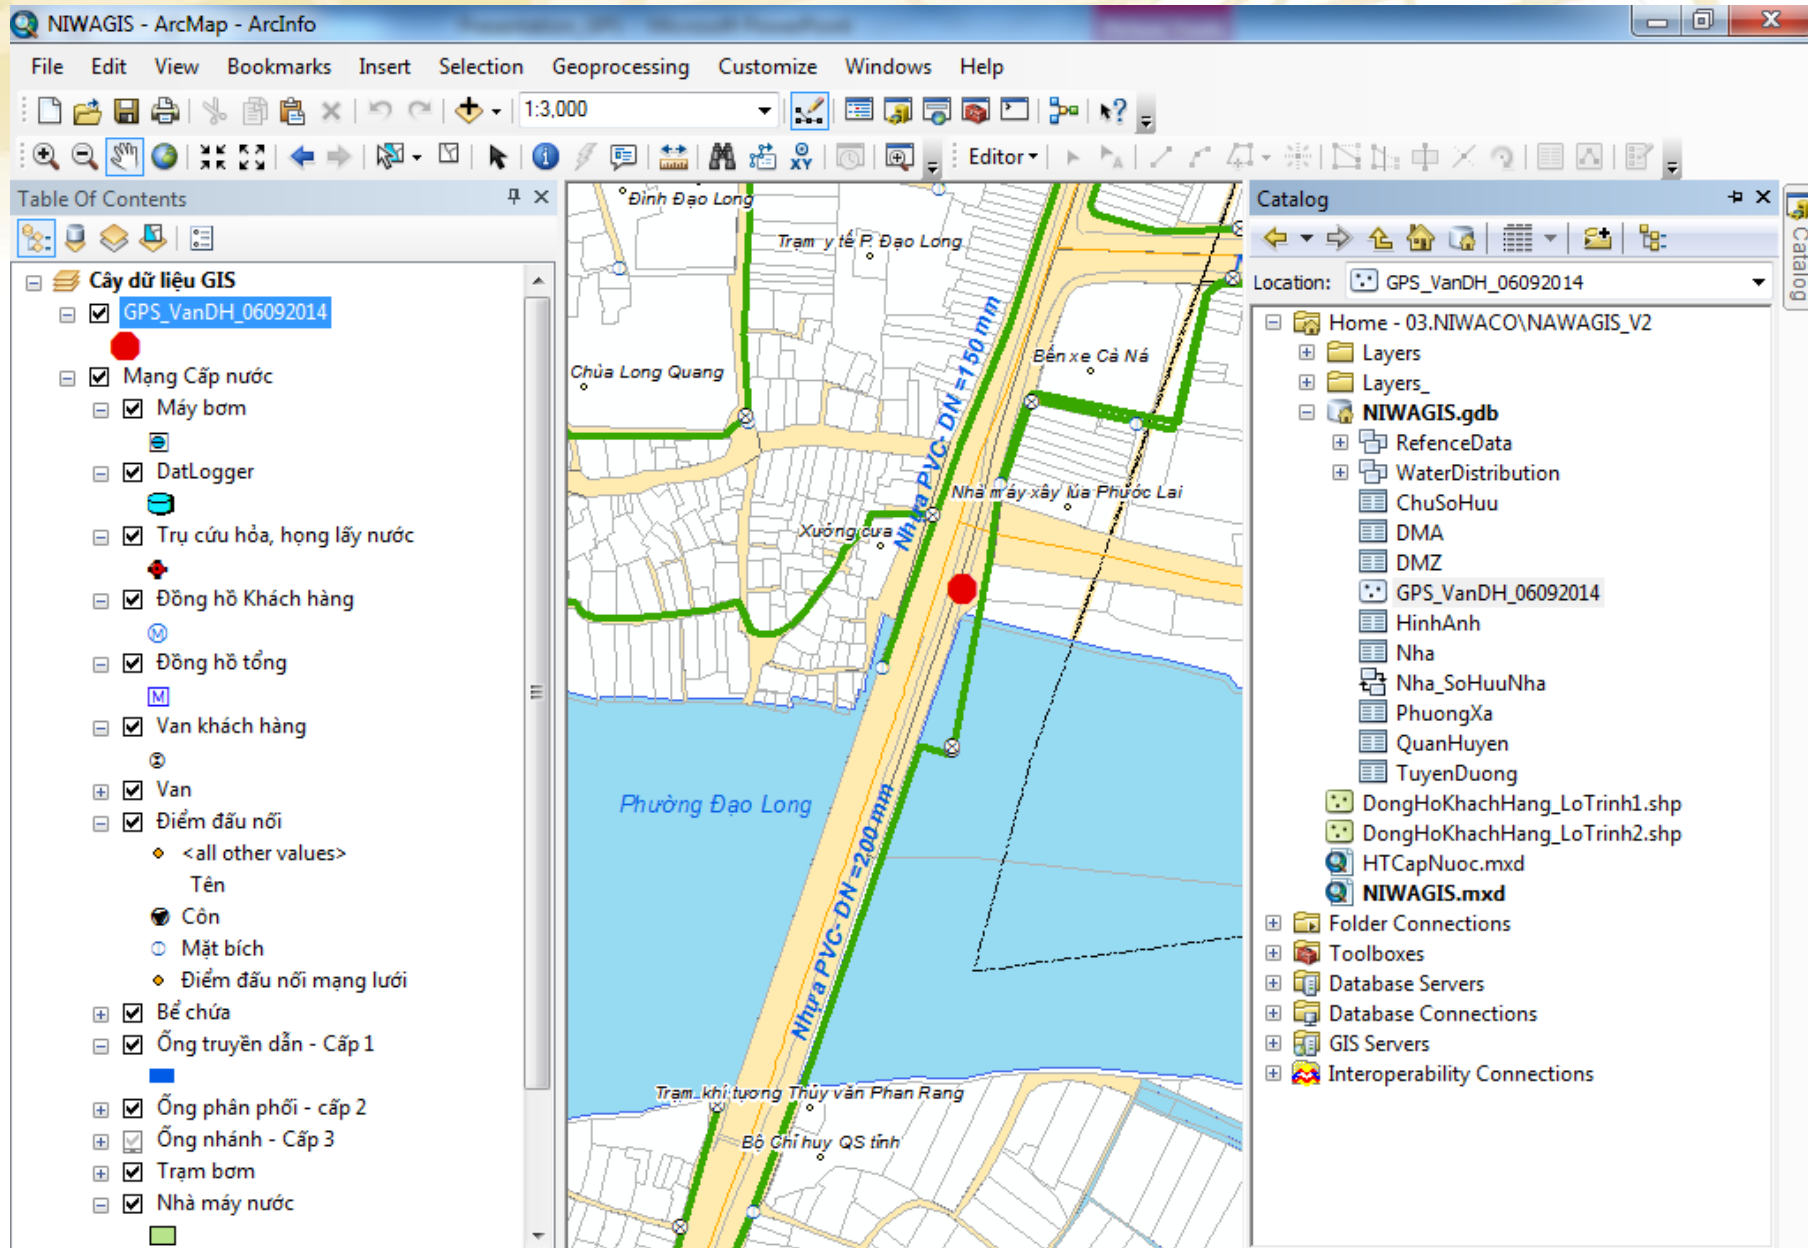 NIWAGIS - ArcMap - ArcInfo
File Edit View Bookmarks Insert Selection Geoprocessing Customize Windows Help
1:3,000
Editor
Table Of Contents
Cây dữ liệu GIS
GPS_VanDH_06092014
Mạng Cấp nước
Máy bơm
DatLogger
Trụ cứu hỏa, họng lấy nước
Đồng hồ Khách hàng
Đồng hồ tổng
Van khách hàng
Van
Điểm đấu nối
<all other values>
Tên
Côn
Mặt bích
Điểm đấu nối mạng lưới
Bể chứa
Ống truyền dẫn - Cấp 1
Ống phân phối - cấp 2
Ống nhánh - Cấp 3
Trạm bơm
Nhà máy nước
Đình Đạo Long
Trạm y tế P. Đạo Long
Bến xe Cà Ná
Chùa Long Quang
Nhựa PVC- DN =150 mm
Nhà máy xây lúa Phước Lai
Xưởng cưa
Phường Đạo Long
Nhựa PVC- DN =200 mm
Trạm khí tượng Thủy văn Phan Rang
Bộ Chỉ huy QS tỉnh
Catalog
Catalog
Location: GPS_VanDH_06092014
Home - 03.NIWACO\NAWAGIS_V2
Layers
Layers_
NIWAGIS.gdb
RefenceData
WaterDistribution
ChuSoHuu
DMA
DMZ
GPS_VanDH_06092014
HinhAnh
Nha
Nha_SoHuuNha
PhuongXa
QuanHuyen
TuyenDuong
DongHoKhachHang_LoTrinh1.shp
DongHoKhachHang_LoTrinh2.shp
HTCapNuoc.mxd
NIWAGIS.mxd
Folder Connections
Toolboxes
Database Servers
Database Connections
GIS Servers
Interoperability Connections